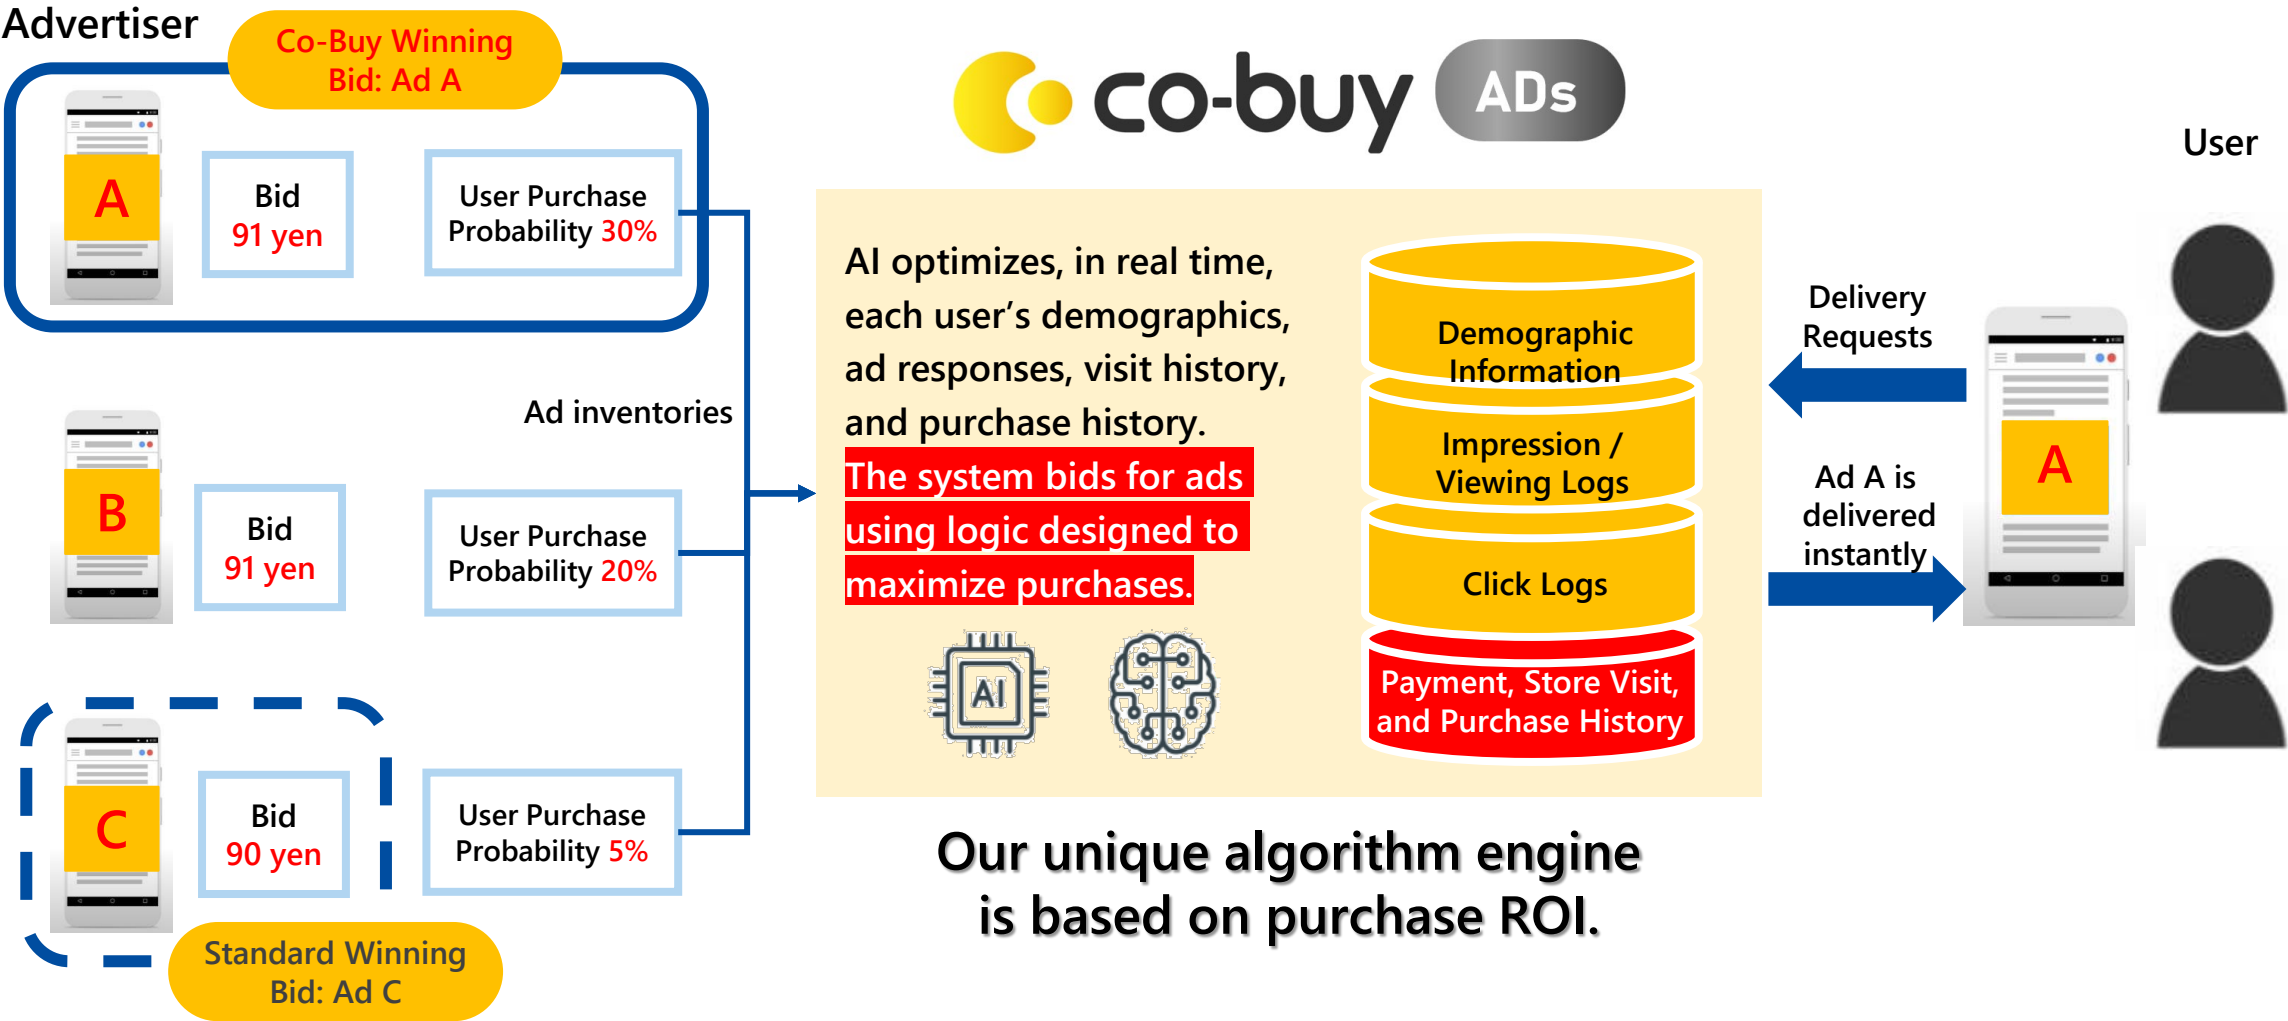 Advertiser
Co-Buy Winning
Bid: Ad A
A
Bid
91 yen
User Purchase
Probability 30%
B
Bid
91 yen
User Purchase
Probability 20%
Ad inventories
C
Bid
90 yen
User Purchase
Probability 5%
Standard Winning
Bid: Ad C
co-buy ADs
AI optimizes, in real time,
each user's demographics,
ad responses, visit history,
and purchase history.
The system bids for ads
using logic designed to
maximize purchases.
AI
Demographic
Information
Impression /
Viewing Logs
Click Logs
Payment, Store Visit,
and Purchase History
Our unique algorithm engine
is based on purchase ROI.
Delivery
Requests
Ad A is
delivered
instantly
User
A